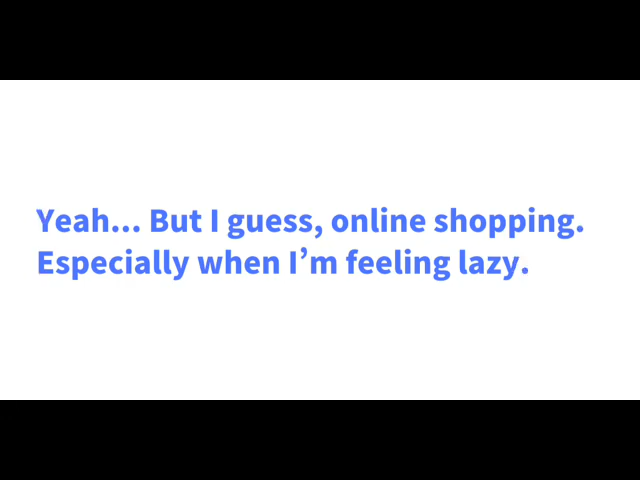 Yeah... But I guess, online shopping.
Especially when I’m feeling lazy.